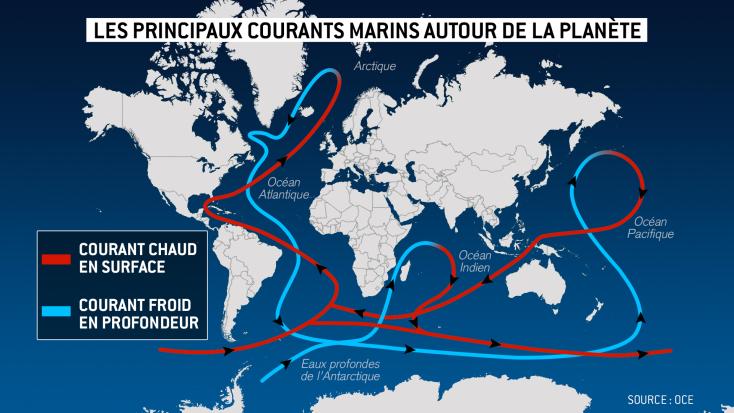 LES PRINCIPAUX COURANTS MARINS AUTOUR DE LA PLANÈTE
Arctique
Océan
Atlantique
Océan
Pacifique
Océan
Indien
COURANT CHAUD
EN SURFACE
COURANT FROID
EN PROFONDEUR
Eaux profondes
de l'Antarctique
SOURCE : OCE